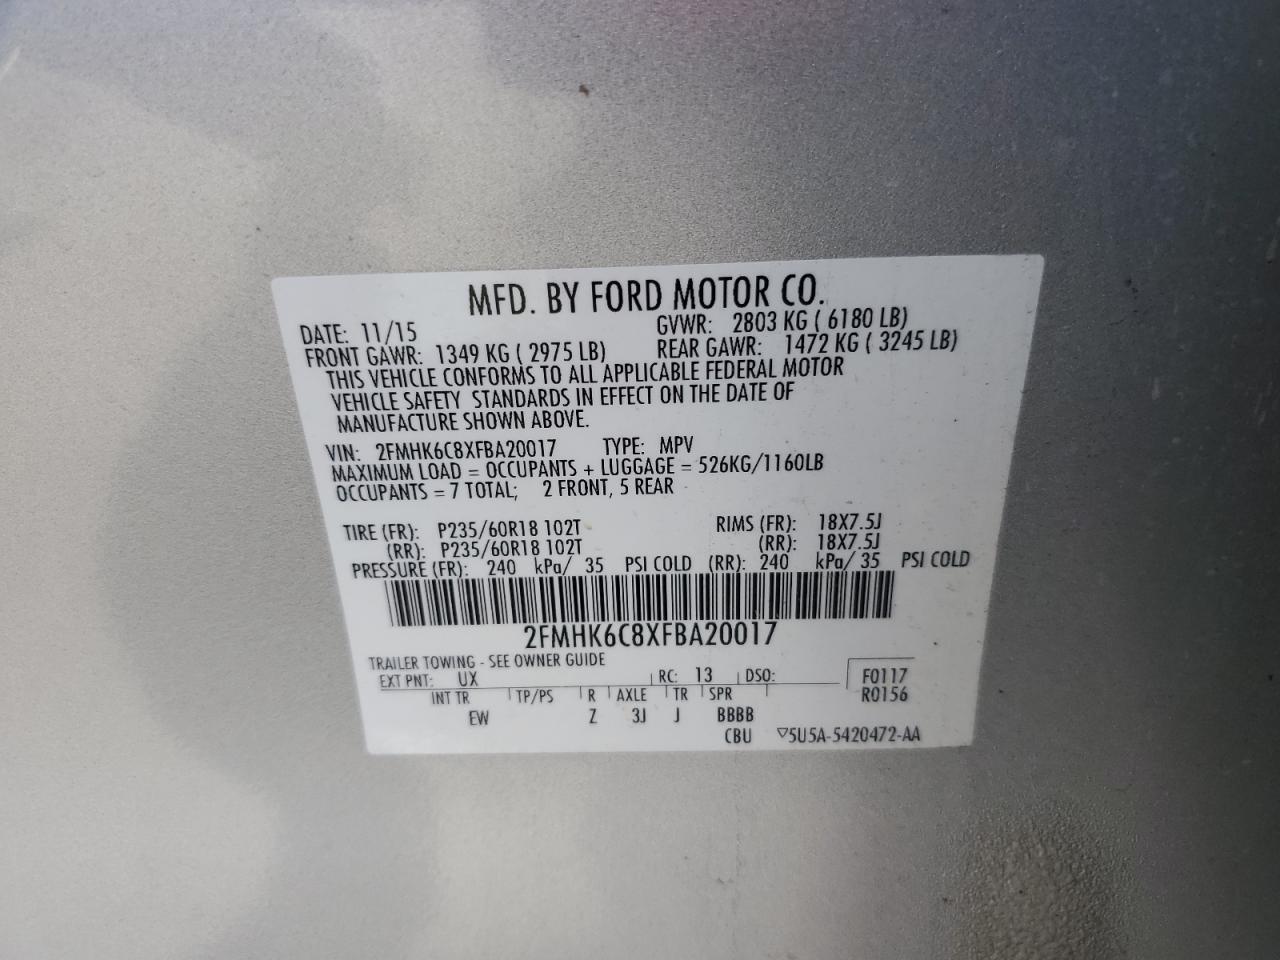 MFD. BY FORD MOTOR CO.
DATE: 11/15 GVWR: 2803 KG ( 6180 LB)
FRONT GAWR: 1349 KG ( 2975 LB) REAR GAWR: 1472 KG ( 3245 LB)
THIS VEHICLE CONFORMS TO ALL APPLICABLE FEDERAL MOTOR
VEHICLE SAFETY STANDARDS IN EFFECT ON THE DATE OF
MANUFACTURE SHOWN ABOVE.
VIN: 2FMHK6C8XFBA20017 TYPE: MPV
MAXIMUM LOAD = OCCUPANTS + LUGGAGE = 526KG/1160LB
OCCUPANTS = 7 TOTAL; 2 FRONT, 5 REAR
TIRE (FR): P235/60R18 102T RIMS (FR): 18X7.5J
(RR): P235/60R18 102T (RR): 18X7.5J
PRESSURE (FR): 240 kPa/ 35 PSI COLD (RR): 240 kPa/ 35 PSI COLD
2FMHK6C8XFBA20017
TRAILER TOWING - SEE OWNER GUIDE
EXT PNT: UX RC: 13 DSO: F0117
INT TR TP/PS R AXLE TR SPR R0156
EW Z 3J J BBBB
CBU ▽5U5A-5420472-AA